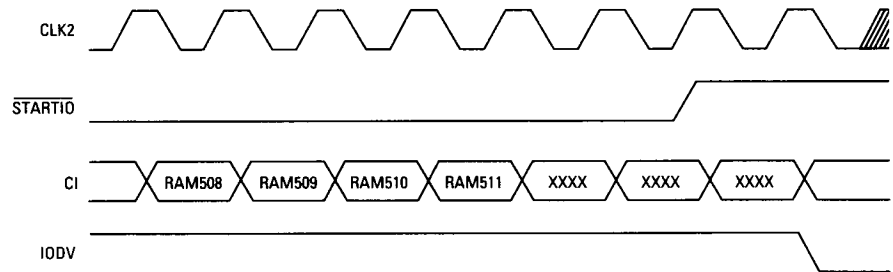 CLK2
STARTIO
CI RAM508 RAM509 RAM510 RAM511 XXXX XXXX XXXX
IODV